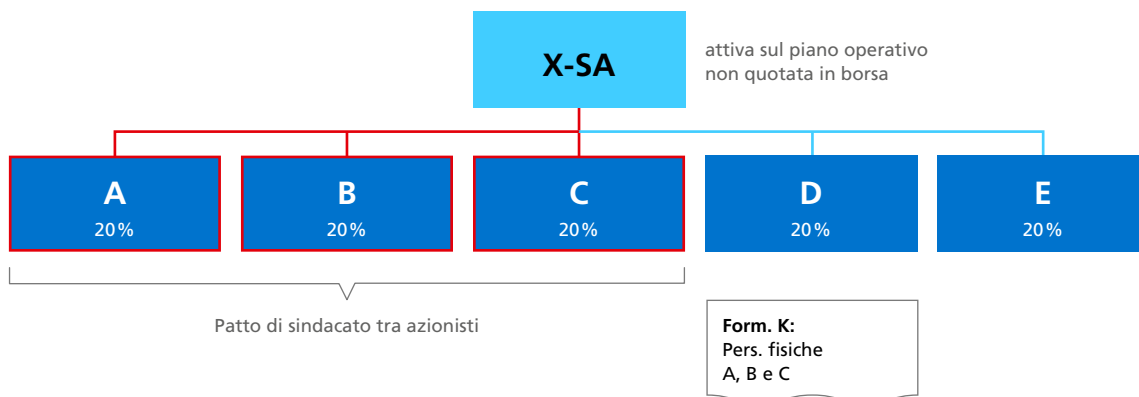 X-SA
attiva sul piano operativo
non quotata in borsa
A
20 %
B
20 %
C
20 %
D
20 %
E
20 %
Patto di sindacato tra azionisti
Form. K:
Pers. fisiche
A, B e C